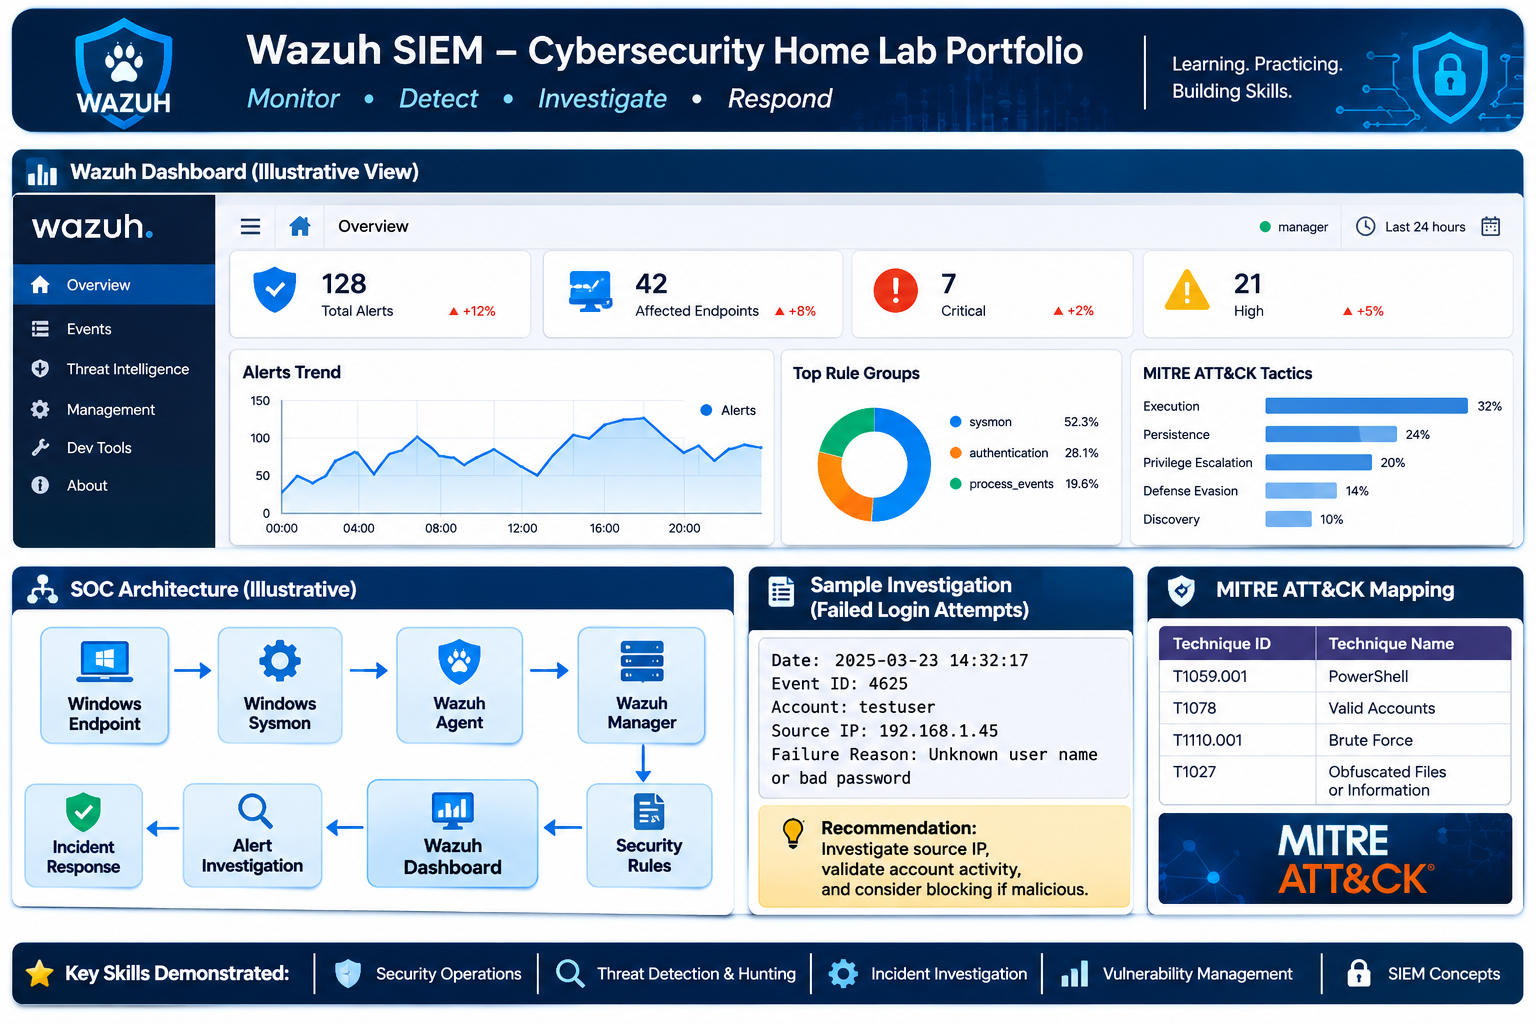 WAZUH
Wazuh SIEM – Cybersecurity Home Lab Portfolio
Monitor • Detect • Investigate • Respond
Learning. Practicing.
Building Skills.
Wazuh Dashboard (Illustrative View)
wazuh.
Overview
Events
Threat Intelligence
Management
Dev Tools
About
Overview
manager
Last 24 hours
128
Total Alerts
▲ +12%
42
Affected Endpoints
▲ +8%
7
Critical
▲ +2%
21
High
▲ +5%
Alerts Trend
Alerts
150
100
50
0
00:00 04:00 08:00 12:00 16:00 20:00
Top Rule Groups
sysmon 52.3%
authentication 28.1%
process_events 19.6%
MITRE ATT&CK Tactics
Execution 32%
Persistence 24%
Privilege Escalation 20%
Defense Evasion 14%
Discovery 10%
SOC Architecture (Illustrative)
Windows
Endpoint
Windows
Sysmon
Wazuh
Agent
Wazuh
Manager
Incident
Response
Alert
Investigation
Wazuh
Dashboard
Security
Rules
Sample Investigation
(Failed Login Attempts)
Date: 2025-03-23 14:32:17
Event ID: 4625
Account: testuser
Source IP: 192.168.1.45
Failure Reason: Unknown user name
or bad password
Recommendation:
Investigate source IP,
validate account activity,
and consider blocking if malicious.
MITRE ATT&CK Mapping
Technique ID Technique Name
T1059.001 PowerShell
T1078 Valid Accounts
T1110.001 Brute Force
T1027 Obfuscated Files
or Information
MITRE
ATT&CK®
Key Skills Demonstrated:
Security Operations
Threat Detection & Hunting
Incident Investigation
Vulnerability Management
SIEM Concepts